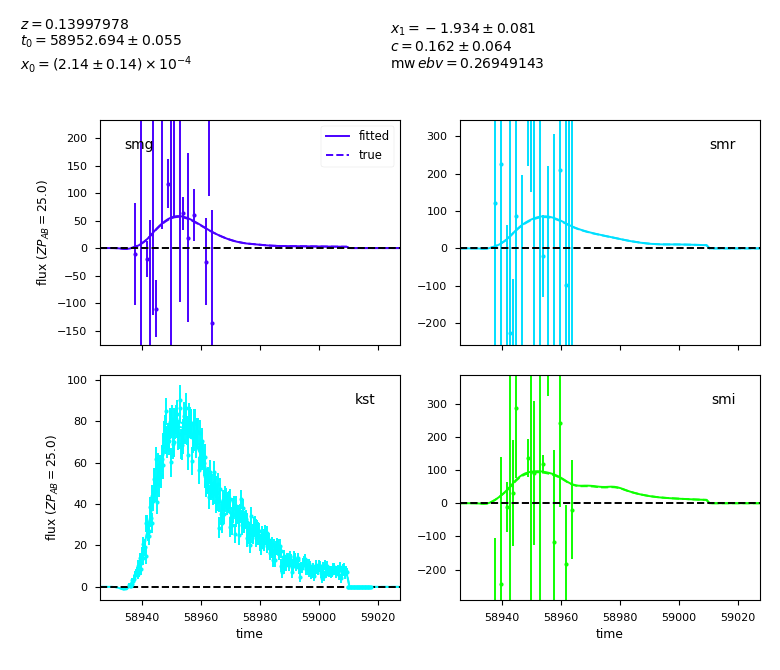 z = 0.13997978
t₀ = 58952.694 ± 0.055
x₀ = (2.14 ± 0.14) × 10⁻⁴
x₁ = −1.934 ± 0.081
c = 0.162 ± 0.064
mw ebv = 0.26949143
smg
fitted
true
200
150
100
50
0
−50
−100
−150
flux (ZP_AB = 25.0)
smr
300
200
100
0
−100
−200
kst
100
80
60
40
20
0
flux (ZP_AB = 25.0)
58940 58960 58980 59000 59020
time
smi
300
200
100
0
−100
−200
58940 58960 58980 59000 59020
time